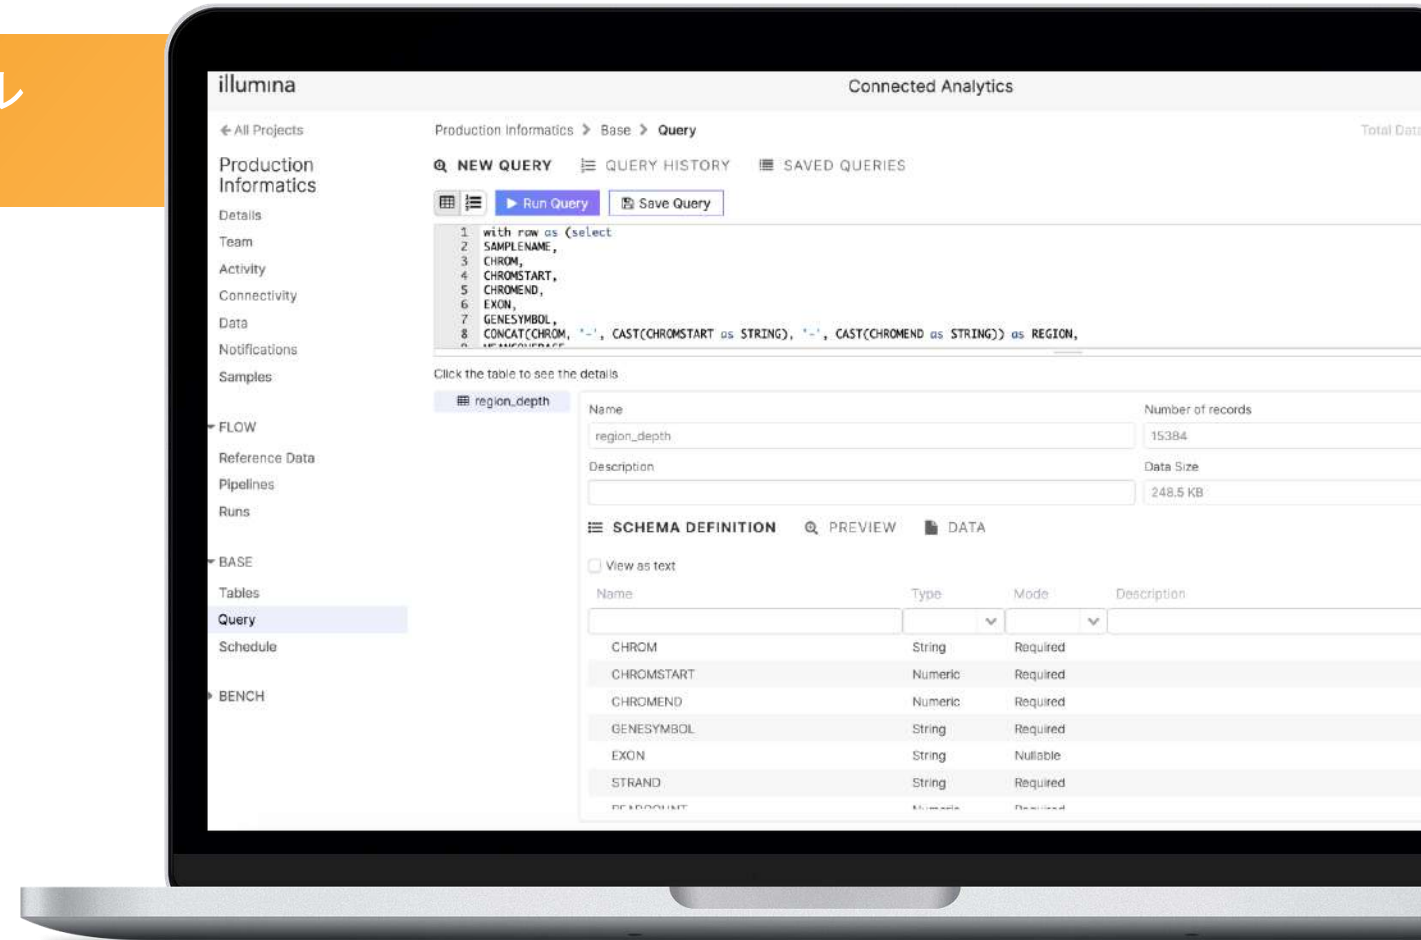 illumina
Connected Analytics
All Projects
Production Informatics > Base > Query
Total Data
Production
Informatics
NEW QUERY
QUERY HISTORY
SAVED QUERIES
Run Query
Save Query
Details
Team
Activity
Connectivity
Data
Notifications
Samples
FLOW
Reference Data
Pipelines
Runs
BASE
Tables
Query
Schedule
BENCH
1 with row as (select
2 SAMPLENAME,
3 CHROM,
4 CHROMSTART,
5 CHROMEND,
6 EXON,
7 GENESYMBOL,
8 CONCAT(CHROM, '-', CAST(CHROMSTART as STRING), '-', CAST(CHROMEND as STRING)) as REGION,
Click the table to see the details
region_depth
Name
Number of records
region_depth
15384
Description
Data Size
248.5 KB
SCHEMA DEFINITION
PREVIEW
DATA
View as text
Name Type Mode Description
CHROM String Required
CHROMSTART Numeric Required
CHROMEND Numeric Required
GENESYMBOL String Required
EXON String Nullable
STRAND String Required